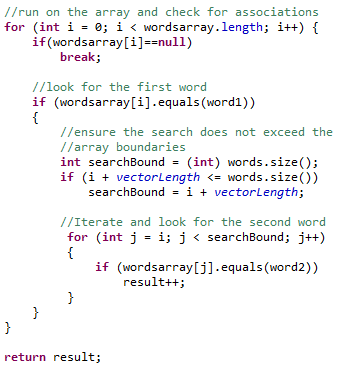 //run on the array and check for associations
for (int i = 0; i < wordsarray.length; i++) {
    if(wordsarray[i]==null)
        break;

    //look for the first word
    if (wordsarray[i].equals(word1))
    {
        //ensure the search does not exceed the
        //array boundaries
        int searchBound = (int) words.size();
        if (i + vectorLength <= words.size())
            searchBound = i + vectorLength;

        //Iterate and look for the second word
         for (int j = i; j < searchBound; j++)
         {
             if (wordsarray[j].equals(word2))
                 result++;
         }
    }
}

return result;